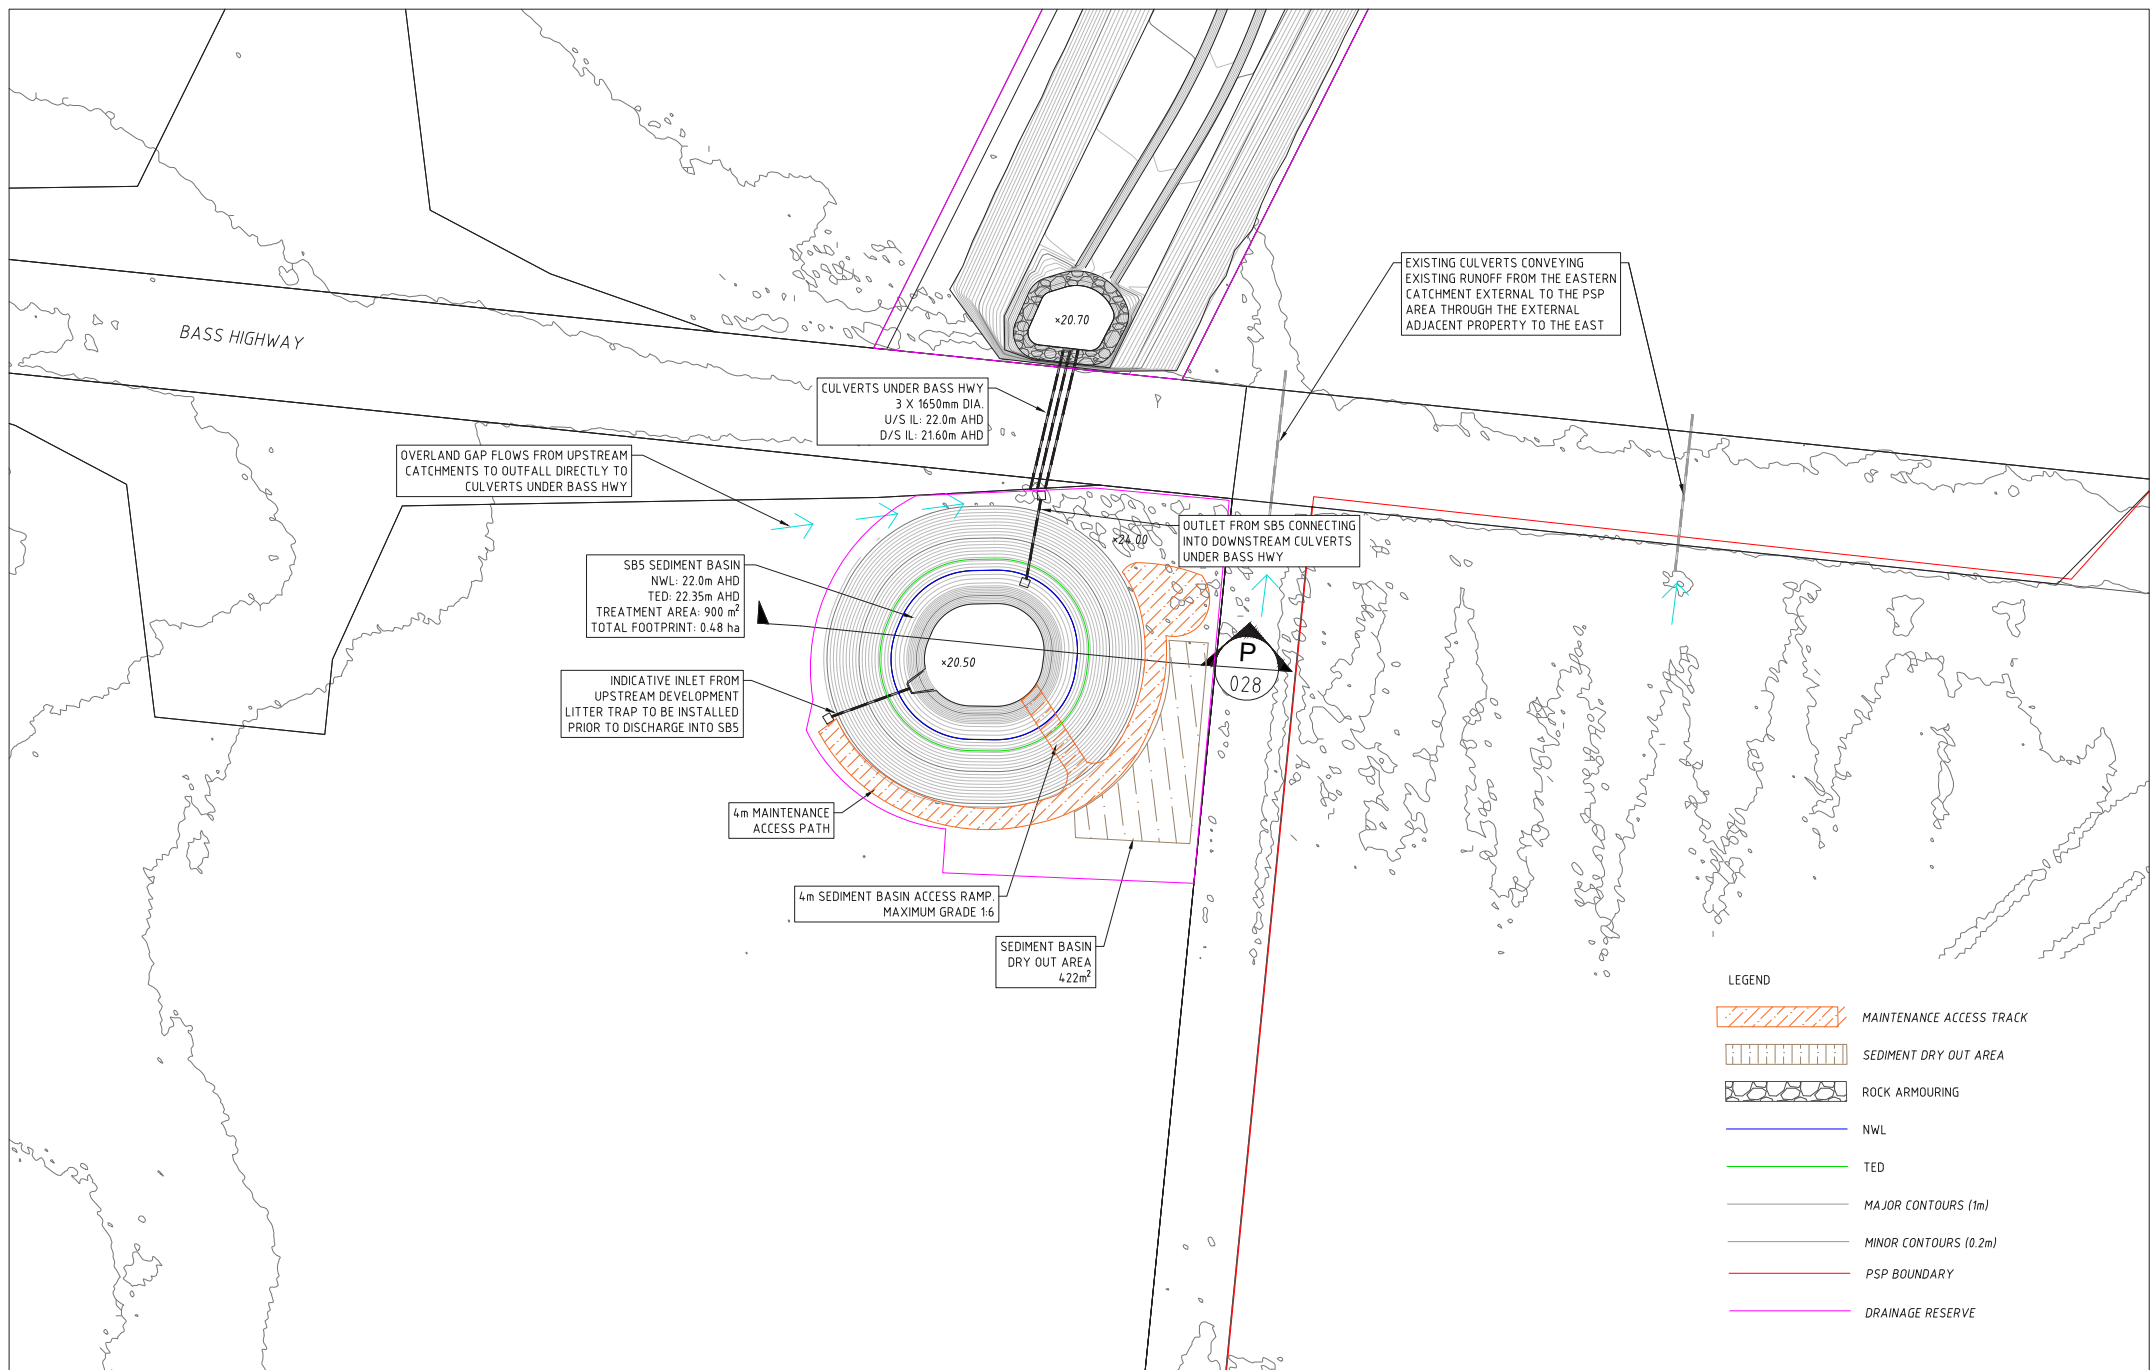 BASS HIGHWAY
×20.70
EXISTING CULVERTS CONVEYING
EXISTING RUNOFF FROM THE EASTERN
CATCHMENT EXTERNAL TO THE PSP
AREA THROUGH THE EXTERNAL
ADJACENT PROPERTY TO THE EAST
CULVERTS UNDER BASS HWY
3 X 1650mm DIA.
U/S IL: 22.0m AHD
D/S IL: 21.60m AHD
OVERLAND GAP FLOWS FROM UPSTREAM
CATCHMENTS TO OUTFALL DIRECTLY TO
CULVERTS UNDER BASS HWY
OUTLET FROM SB5 CONNECTING
INTO DOWNSTREAM CULVERTS
UNDER BASS HWY
×24.00
SB5 SEDIMENT BASIN
NWL: 22.0m AHD
TED: 22.35m AHD
TREATMENT AREA: 900 m²
TOTAL FOOTPRINT: 0.48 ha
×20.50
P
028
INDICATIVE INLET FROM
UPSTREAM DEVELOPMENT
LITTER TRAP TO BE INSTALLED
PRIOR TO DISCHARGE INTO SB5
4m MAINTENANCE
ACCESS PATH
4m SEDIMENT BASIN ACCESS RAMP.
MAXIMUM GRADE 1:6
SEDIMENT BASIN
DRY OUT AREA
422m²
LEGEND
MAINTENANCE ACCESS TRACK
SEDIMENT DRY OUT AREA
ROCK ARMOURING
NWL
TED
MAJOR CONTOURS (1m)
MINOR CONTOURS (0.2m)
PSP BOUNDARY
DRAINAGE RESERVE